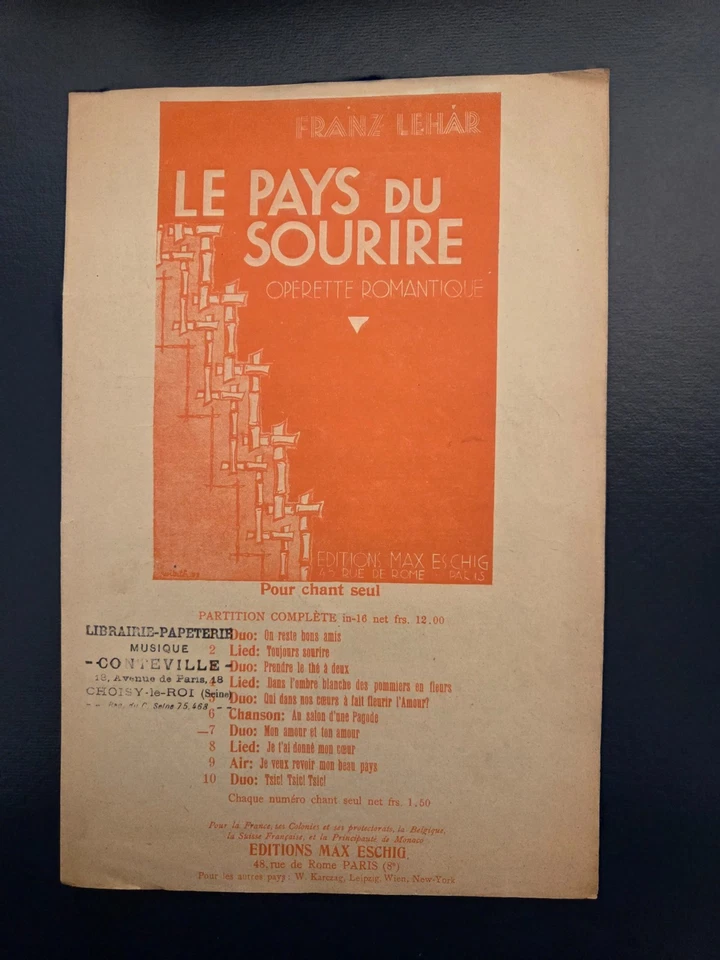 FRANZ LEHÁR
LE PAYS DU
SOURIRE
OPÉRETTE ROMANTIQUE
EDITIONS MAX ESCHIG
48 RUE DE ROME - PARIS
Pour chant seul
PARTITION COMPLÈTE in-16 net frs. 12.00
LIBRAIRIE-PAPETERIE
MUSIQUE
-CONTEVILLE-
18, Avenue de Paris, 18
CHOISY-le-ROI (Seine)
Seine 75,468
Duo: On reste bons amis
2 Lied: Toujours sourire
Duo: Prendre le thé à deux
Lied: Dans l'ombre blanche des pommiers en fleurs
Duo: Qui dans nos cœurs à fait fleurir l'Amour?
6 Chanson: Au salon d'une Pagode
7 Duo: Mon amour et ton amour
8 Lied: Je t'ai donné mon cœur
9 Air: Je veux revoir mon beau pays
10 Duo: Tsic! Tsic! Tsic!
Chaque numéro chant seul net frs. 1.50
Pour la France, ses Colonies et ses protectorats, la Belgique,
la Suisse Française, et la Principauté de Monaco
EDITIONS MAX ESCHIG,
48, rue de Rome PARIS (8e)
Pour les autres pays: W. Karczag, Leipzig, Wien, New-York